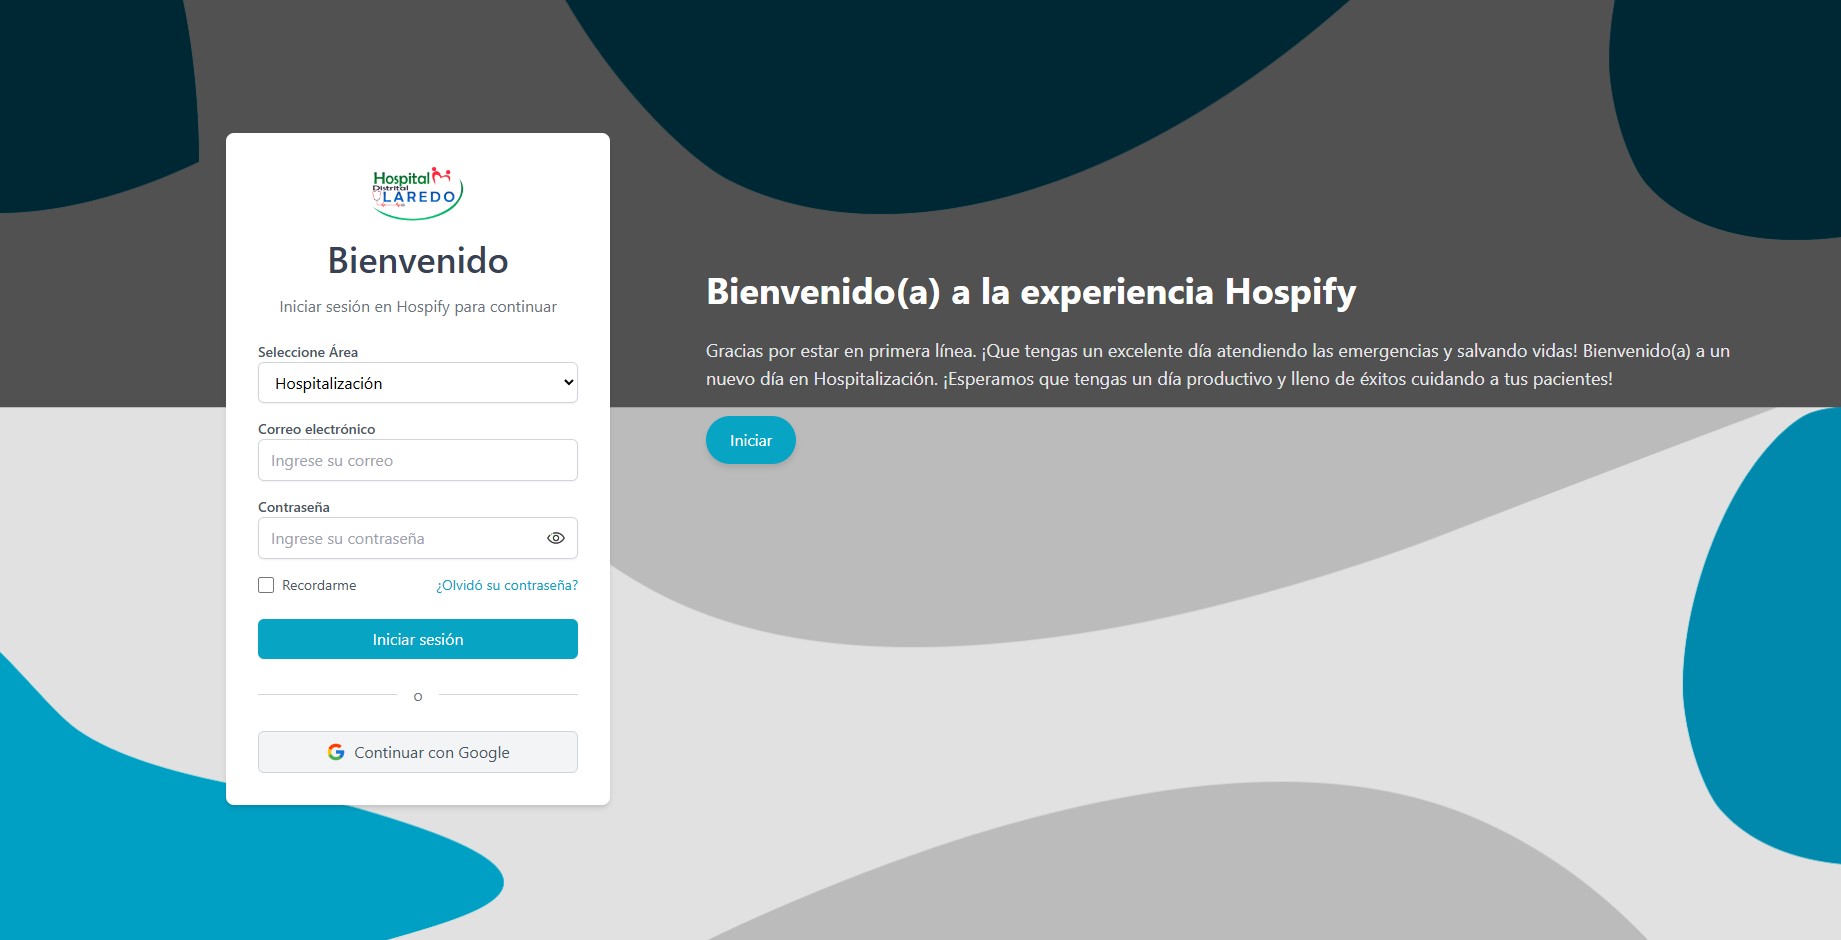 Hospital
Distrital
LAREDO
Bienvenido
Iniciar sesión en Hospify para continuar
Seleccione Área
Hospitalización
Correo electrónico
Ingrese su correo
Contraseña
Ingrese su contraseña
Recordarme
¿Olvidó su contraseña?
Iniciar sesión
O
Continuar con Google
Bienvenido(a) a la experiencia Hospify
Gracias por estar en primera línea. ¡Que tengas un excelente día atendiendo las emergencias y salvando vidas! Bienvenido(a) a un
nuevo día en Hospitalización. ¡Esperamos que tengas un día productivo y lleno de éxitos cuidando a tus pacientes!
Iniciar